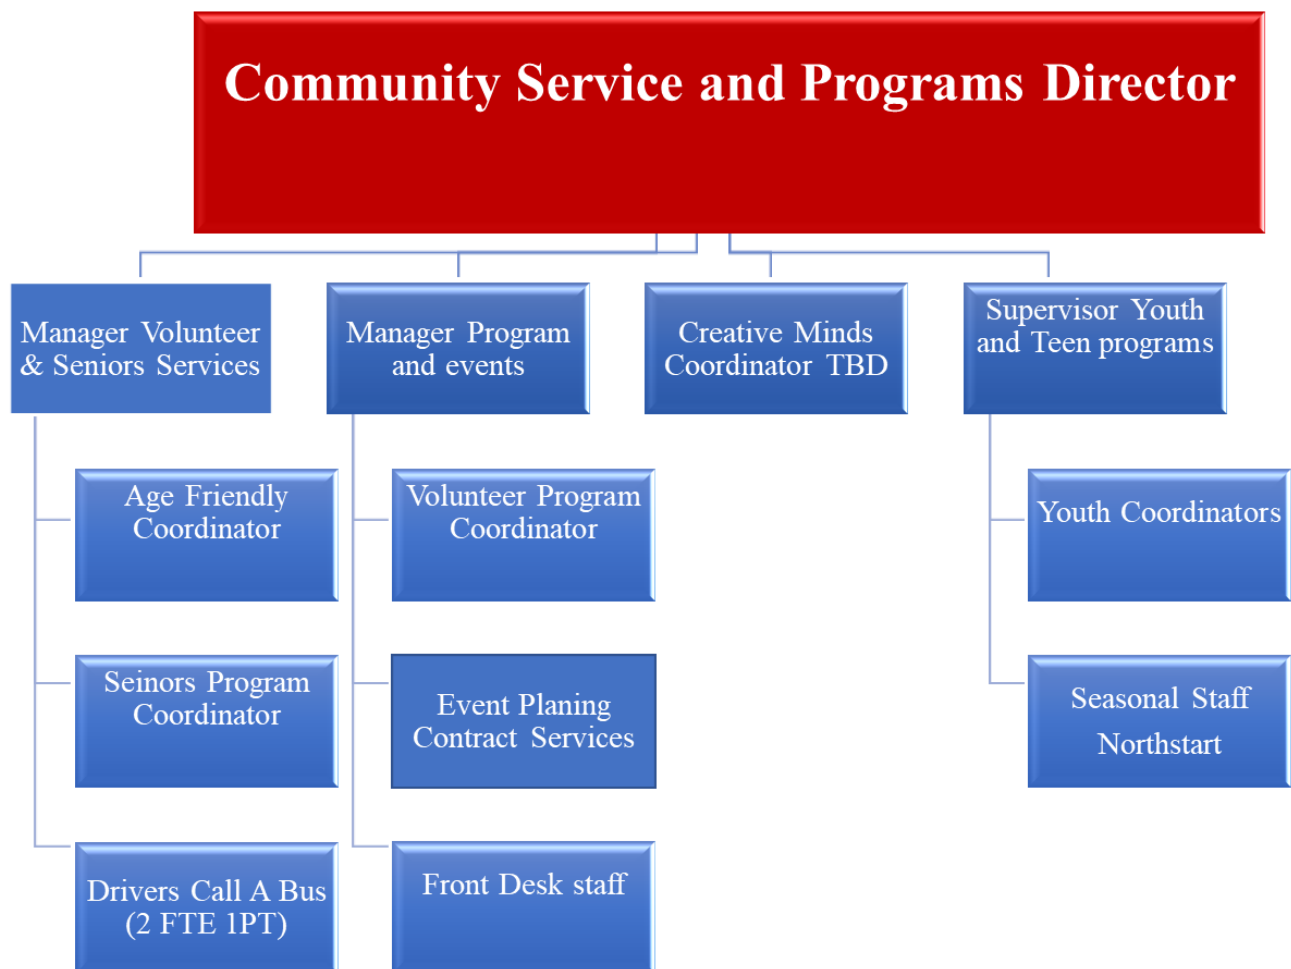 Community Service and Programs Director
Manager Volunteer
& Seniors Services
Manager Program
and events
Creative Minds
Coordinator TBD
Supervisor Youth
and Teen programs
Age Friendly
Coordinator
Volunteer Program
Coordinator
Youth Coordinators
Seinors Program
Coordinator
Event Planing
Contract Services
Seasonal Staff
Northstart
Drivers Call A Bus
(2 FTE 1PT)
Front Desk staff